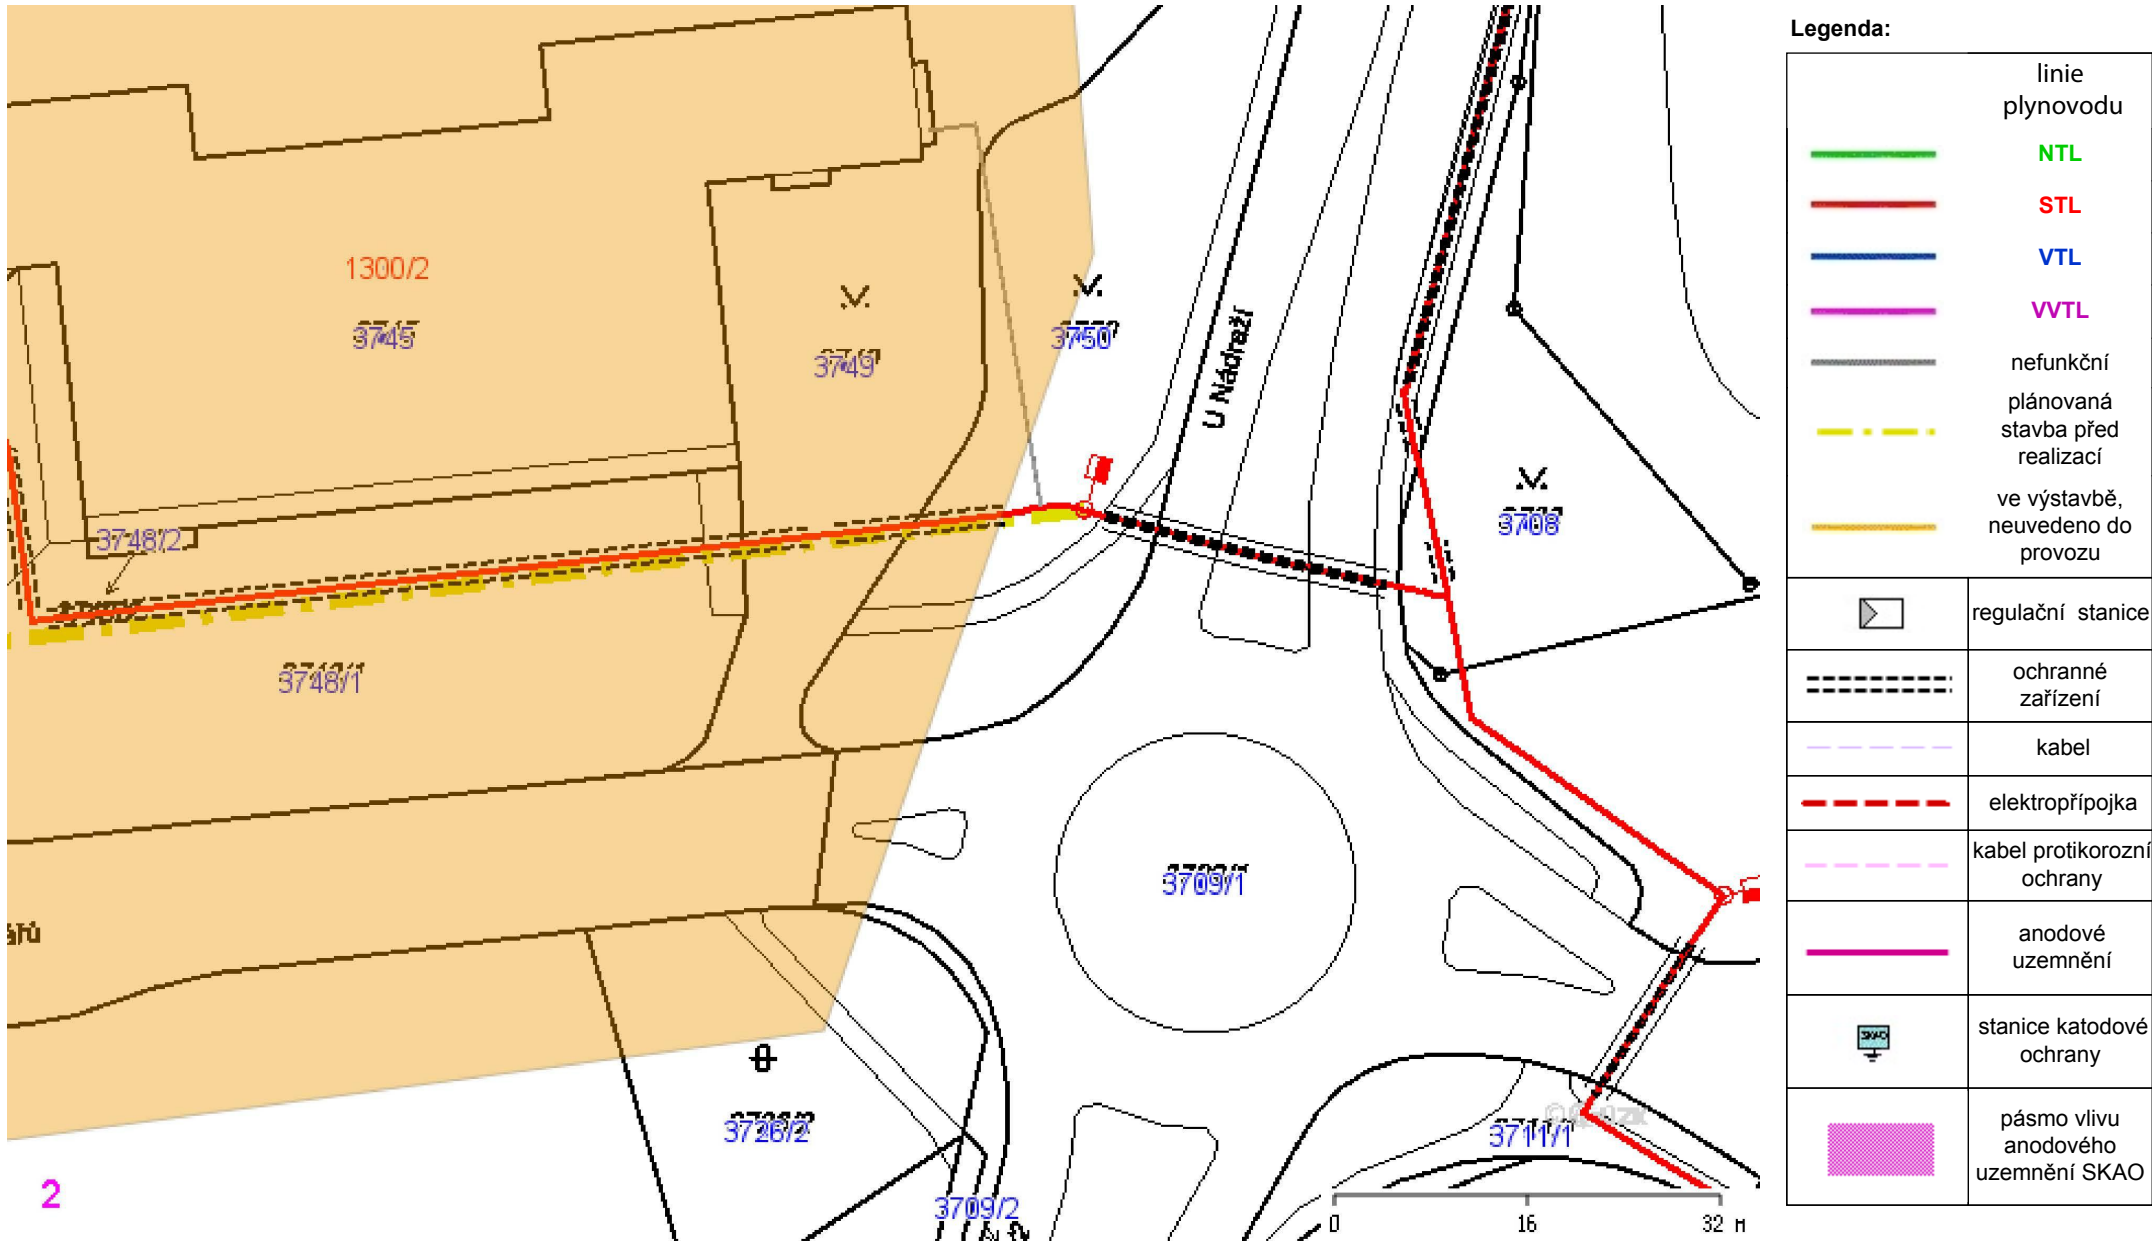 1300/2
3745
3749
3750
U Nádraží
3748/2
3708
3748/1
3709/1
ářů
3726/2
3711/1
3709/2
2
0 16 32 M
Legenda:
linie
plynovodu
NTL
STL
VTL
VVTL
nefunkční
plánovaná
stavba před
realizací
ve výstavbě,
neuvedeno do
provozu
regulační stanice
ochranné
zařízení
kabel
elektropřípojka
kabel protikorozní
ochrany
anodové
uzemnění
SKAO
stanice katodové
ochrany
pásmo vlivu
anodového
uzemnění SKAO